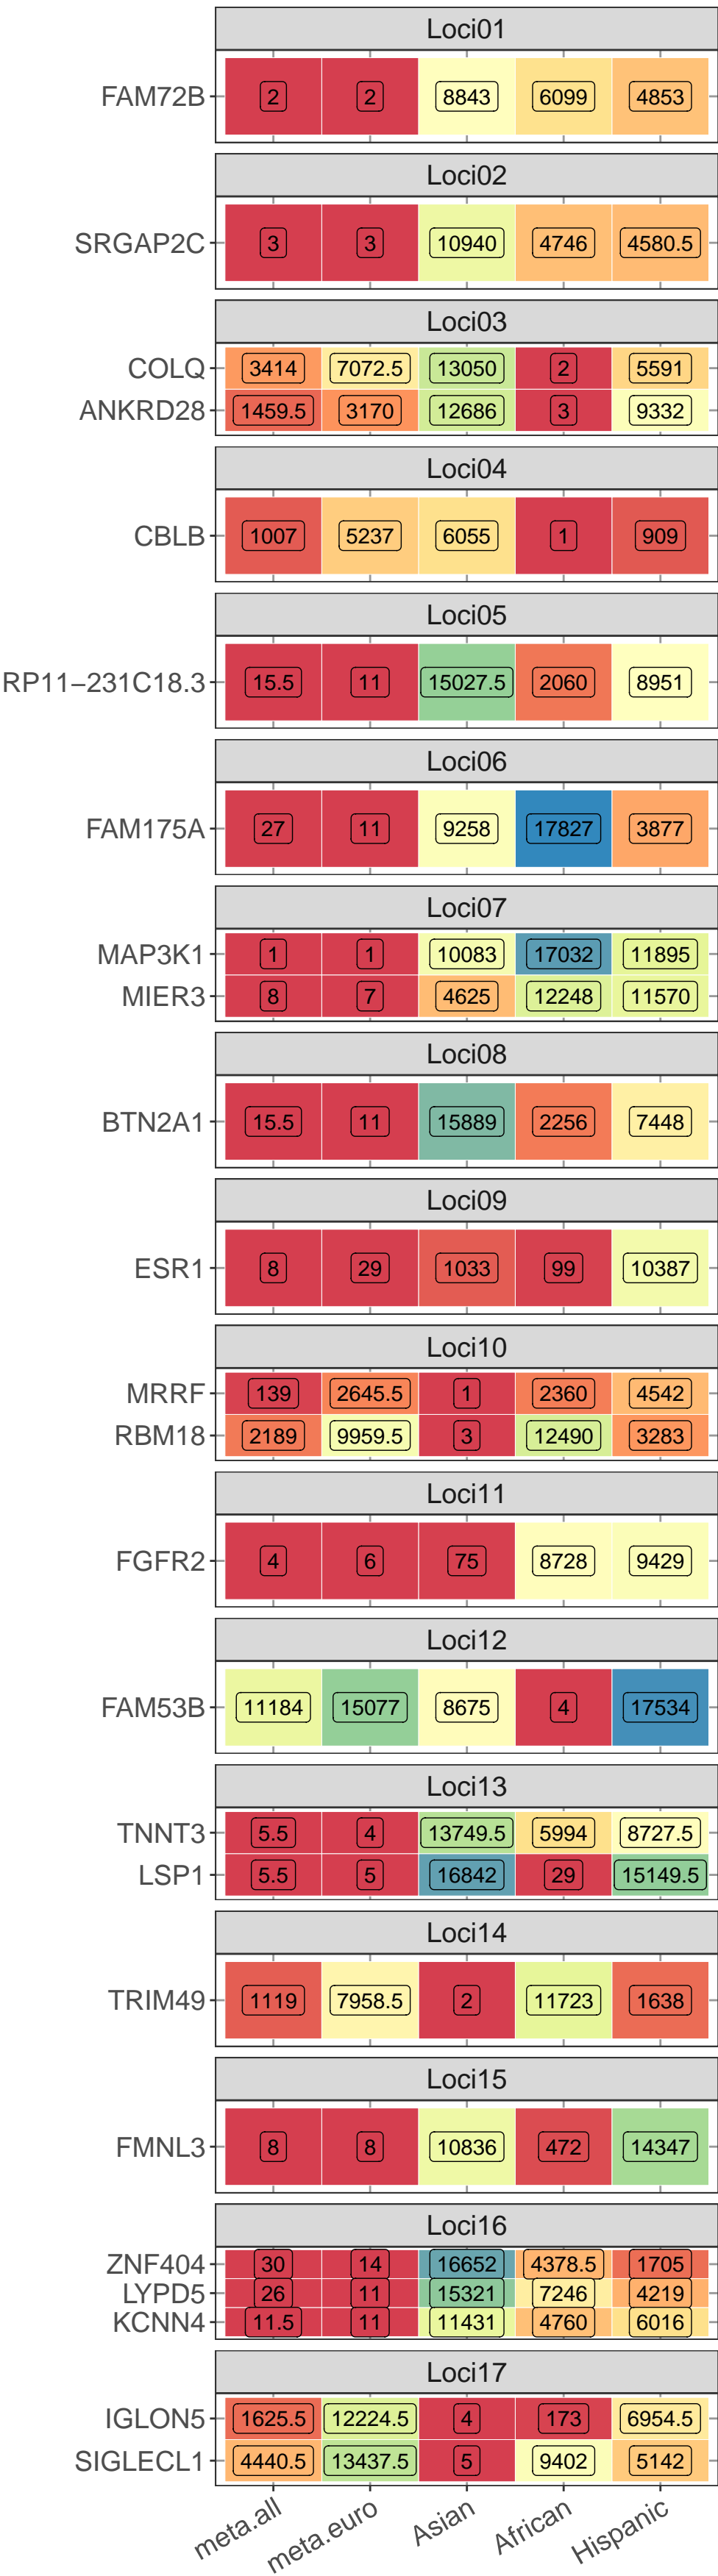 Loci01
FAM72B 2 2 8843 6099 4853
Loci02
SRGAP2C 3 3 10940 4746 4580.5
Loci03
COLQ 3414 7072.5 13050 2 5591
ANKRD28 1459.5 3170 12686 3 9332
Loci04
CBLB 1007 5237 6055 1 909
Loci05
RP11−231C18.3 15.5 11 15027.5 2060 8951
Loci06
FAM175A 27 11 9258 17827 3877
Loci07
MAP3K1 1 1 10083 17032 11895
MIER3 8 7 4625 12248 11570
Loci08
BTN2A1 15.5 11 15889 2256 7448
Loci09
ESR1 8 29 1033 99 10387
Loci10
MRRF 139 2645.5 1 2360 4542
RBM18 2189 9959.5 3 12490 3283
Loci11
FGFR2 4 6 75 8728 9429
Loci12
FAM53B 11184 15077 8675 4 17534
Loci13
TNNT3 5.5 4 13749.5 5994 8727.5
LSP1 5.5 5 16842 29 15149.5
Loci14
TRIM49 1119 7958.5 2 11723 1638
Loci15
FMNL3 8 8 10836 472 14347
Loci16
ZNF404 30 14 16652 4378.5 1705
LYPD5 26 11 15321 7246 4219
KCNN4 11.5 11 11431 4760 6016
Loci17
IGLON5 1625.5 12224.5 4 173 6954.5
SIGLECL1 4440.5 13437.5 5 9402 5142
meta.all meta.euro Asian African Hispanic